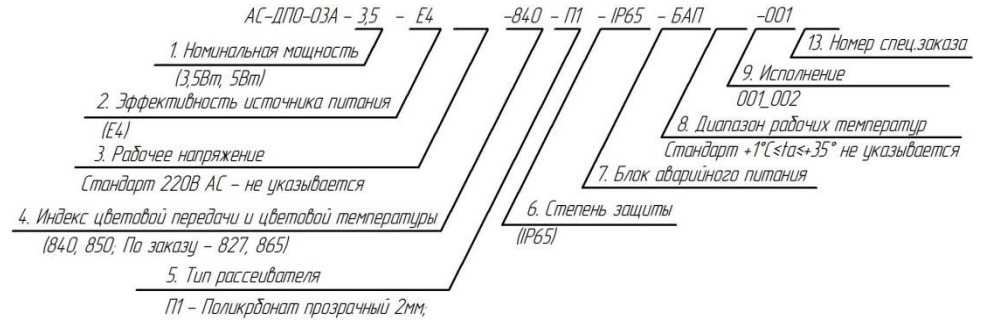 АС-ДПО-03А - 3,5 - Е4 -840 - П1 - IP65 - БАП -001
1. Номинальная мощность
(3,5Вт, 5Вт)
2. Эффективность источника питания
(Е4)
3. Рабочее напряжение
Стандарт 220В АС - не указывается
4. Индекс цветовой передачи и цветовой температуры
(840, 850; По заказу - 827, 865)
5. Тип рассеивателя
П1 - Поликрбонат прозрачный 2мм;
6. Степень защиты
(IP65)
7. Блок аварийного питания
8. Диапазон рабочих температур
Стандарт +1°С≤ta≤+35° не указывается
9. Исполнение
001_002
13. Номер спец.заказа